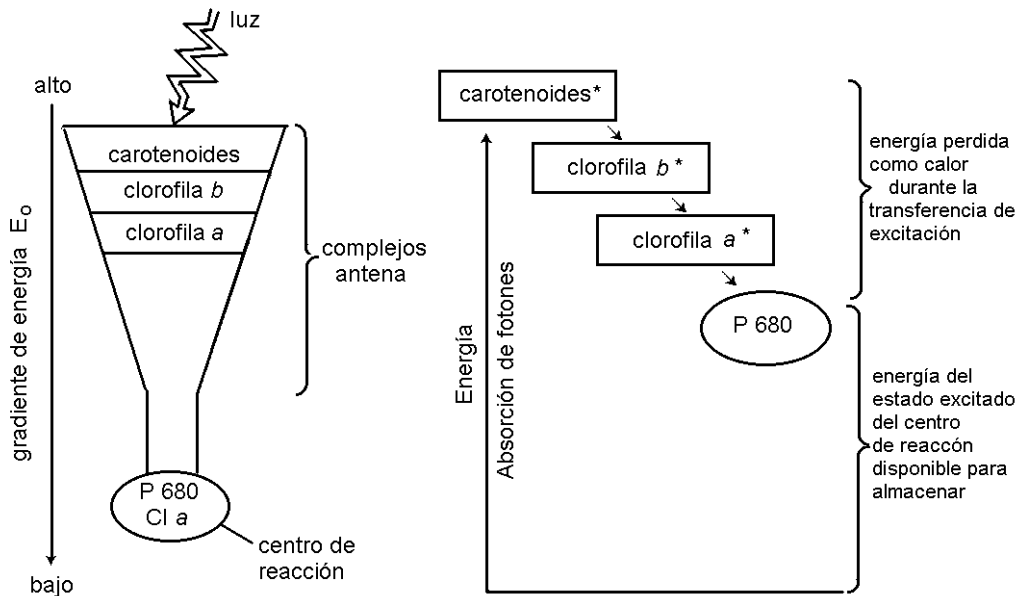 luz
alto
gradiente de energía E₀
carotenoides
clorofila b
clorofila a
complejos
antena
P 680
Cl a
centro de
reacción
bajo
carotenoides*
clorofila b*
clorofila a*
P 680
Energía
Absorción de fotones
energía perdida
como calor
durante la
transferencia de
excitación
energía del
estado excitado
del centro
de reaccón
disponible para
almacenar